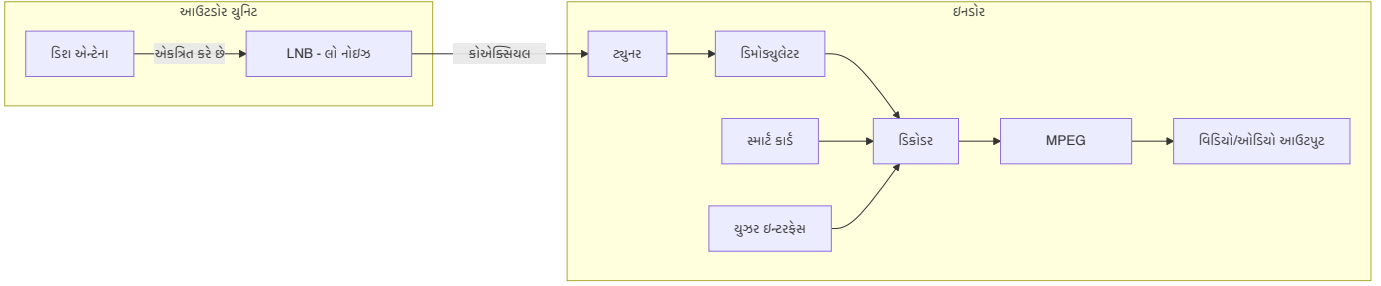 આઉટડોર યુનિટ
ડિશ એન્ટેના
એકત્રિત કરે છે
LNB - લો નોઇઝ
કોએક્સિયલ
ઇનડોર
ટ્યુનર
ડિમોડ્યુલેટર
સ્માર્ટ કાર્ડ
ડિકોડર
MPEG
વિડિયો/ઓડિયો આઉટપુટ
યુઝર ઇન્ટરફેસ